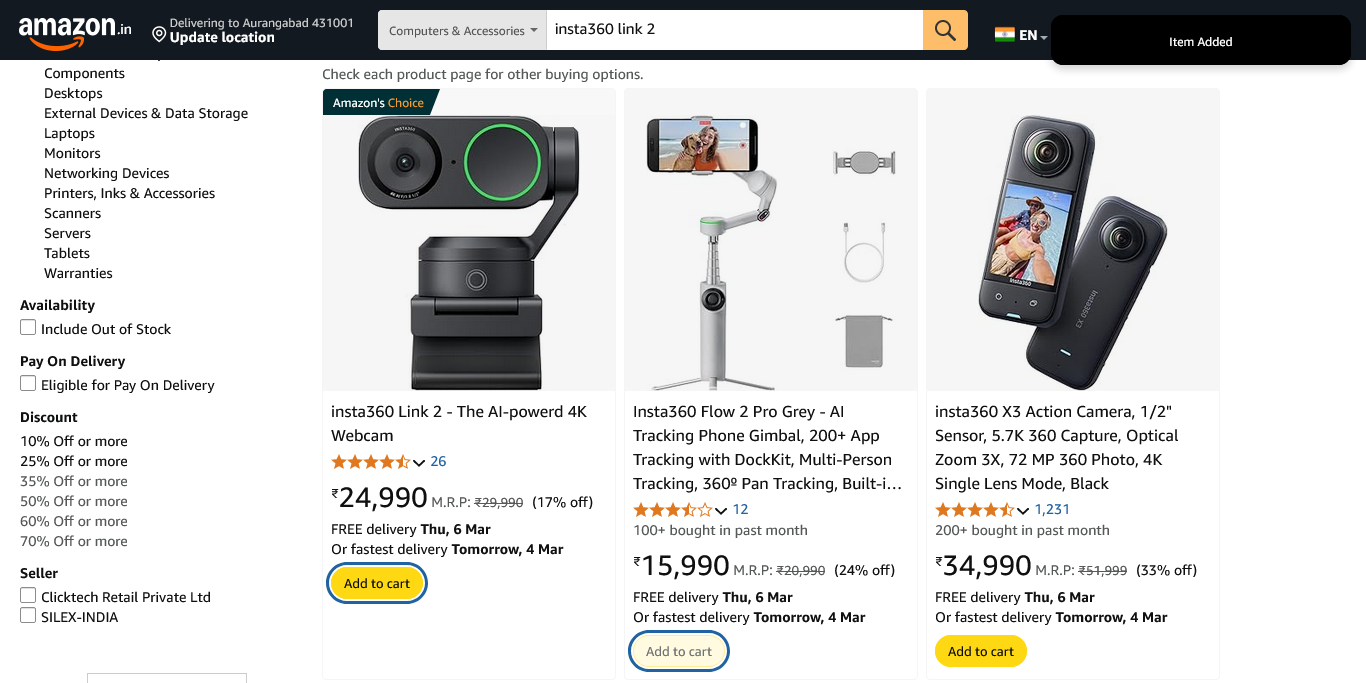 amazon.in
Delivering to Aurangabad 431001
Update location
Computers & Accessories
insta360 link 2
EN
Item Added
Components
Desktops
External Devices & Data Storage
Laptops
Monitors
Networking Devices
Printers, Inks & Accessories
Scanners
Servers
Tablets
Warranties
Availability
Include Out of Stock
Pay On Delivery
Eligible for Pay On Delivery
Discount
10% Off or more
25% Off or more
35% Off or more
50% Off or more
60% Off or more
70% Off or more
Seller
Clicktech Retail Private Ltd
SILEX-INDIA
Check each product page for other buying options.
Amazon's Choice
INSTA360
insta360 Link 2 - The AI-powerd 4K
Webcam
26
₹24,990 M.R.P: ₹29,990 (17% off)
FREE delivery Thu, 6 Mar
Or fastest delivery Tomorrow, 4 Mar
Add to cart
Insta360 Flow 2 Pro Grey - AI
Tracking Phone Gimbal, 200+ App
Tracking with DockKit, Multi-Person
Tracking, 360º Pan Tracking, Built-i...
12
100+ bought in past month
₹15,990 M.R.P: ₹20,990 (24% off)
FREE delivery Thu, 6 Mar
Or fastest delivery Tomorrow, 4 Mar
Add to cart
Insta360
Insta360 X3
insta360 X3 Action Camera, 1/2"
Sensor, 5.7K 360 Capture, Optical
Zoom 3X, 72 MP 360 Photo, 4K
Single Lens Mode, Black
1,231
200+ bought in past month
₹34,990 M.R.P: ₹51,999 (33% off)
FREE delivery Thu, 6 Mar
Or fastest delivery Tomorrow, 4 Mar
Add to cart